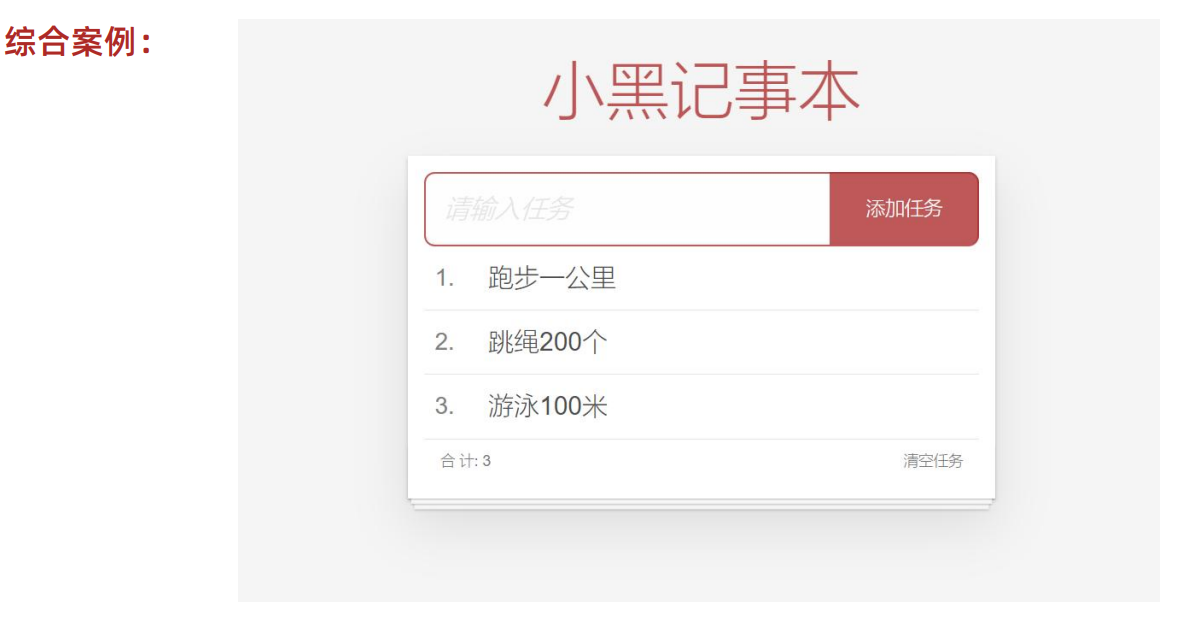 综合案例：
小黑记事本
请输入任务
添加任务
1. 跑步一公里
2. 跳绳200个
3. 游泳100米
合 计: 3
清空任务